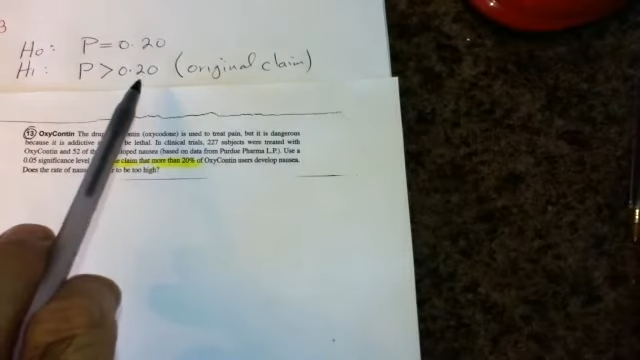 3
Ho: P=0.20
H1: P>0.20 (original claim)
13 OxyContin The drug (oxycodone) is used to treat pain, but it is dangerous
because it is addictive be lethal. In clinical trials, 227 subjects were treated with
OxyContin and 52 of developed nausea (based on data from Purdue Pharma L.P.). Use a
0.05 significance level claim that more than 20% of OxyContin users develop nausea.
Does the rate of to be too high?